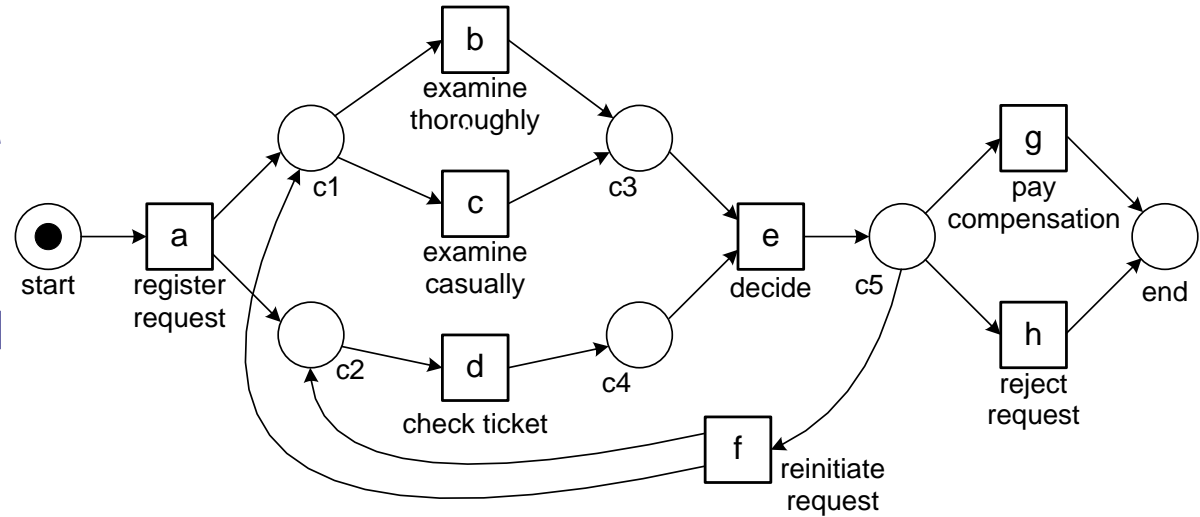 b
examine
thoroughly
c1
c3
c
examine
casually
g
pay
compensation
start
a
register
request
e
decide
c5
end
c2
d
check ticket
c4
h
reject
request
f
reinitiate
request